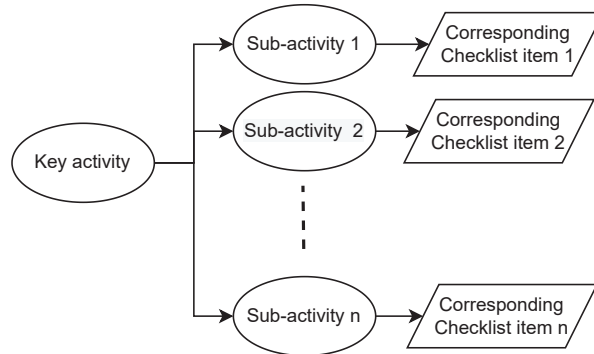 Sub-activity 1
Corresponding
Checklist item 1
Sub-activity 2
Corresponding
Checklist item 2
Key activity
Sub-activity n
Corresponding
Checklist item n